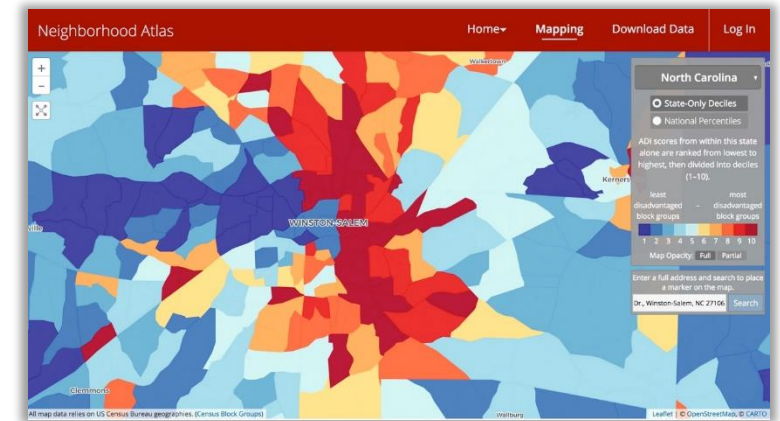 Neighborhood Atlas
Home
Mapping
Download Data
Log In
+
−
Walkertown
North Carolina
State-Only Deciles
National Percentiles
ADI scores from within this state
alone are ranked from lowest to
highest, then divided into deciles
(1–10).
least disadvantaged block groups
–
most disadvantaged block groups
1 2 3 4 5 6 7 8 9 10
Map Opacity: Full Partial
Kerners
WINSTON-SALEM
ville
Enter a full address and search to place
a marker on the map.
Dr., Winston-Salem, NC 27106
Search
Clemmons
Wallburg
All map data relies on US Census Bureau geographies. (Census Block Groups)
Leaflet | © OpenStreetMap, © CARTO